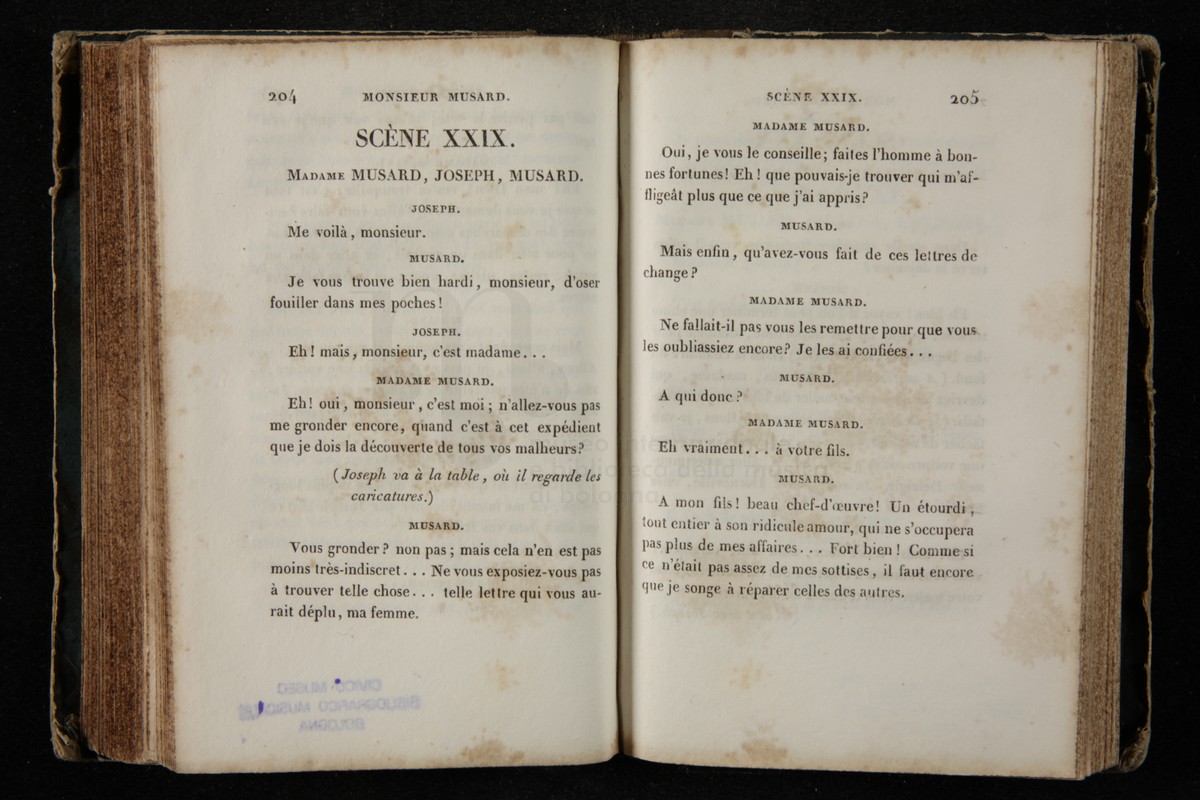 204 MONSIEUR MUSARD.
SCÈNE XXIX.
MADAME MUSARD, JOSEPH, MUSARD.
JOSEPH.
Me voilà, monsieur.
MUSARD.
Je vous trouve bien hardi, monsieur, d'oser
fouiller dans mes poches!
JOSEPH.
Eh! mais, monsieur, c'est madame...
MADAME MUSARD.
Eh! oui, monsieur, c'est moi; n'allez-vous pas
me gronder encore, quand c'est à cet expédient
que je dois la découverte de tous vos malheurs?
(Joseph va à la table, où il regarde les
caricatures.)
MUSARD.
Vous gronder? non pas; mais cela n'en est pas
moins très-indiscret... Ne vous exposiez-vous pas
à trouver telle chose... telle lettre qui vous au-
rait déplu, ma femme.
CIVICO MUSEO
BIBLIOGRAFICO MUSICALE
BOLOGNA
SCÈNE XXIX. 205
MADAME MUSARD.
Oui, je vous le conseille; faites l'homme à bon-
nes fortunes! Eh! que pouvais-je trouver qui m'af-
fligeât plus que ce que j'ai appris?
MUSARD.
Mais enfin, qu'avez-vous fait de ces lettres de
change?
MADAME MUSARD.
Ne fallait-il pas vous les remettre pour que vous
les oubliassiez encore? Je les ai confiées...
MUSARD.
A qui donc?
MADAME MUSARD.
Eh vraiment... à votre fils.
MUSARD.
A mon fils! beau chef-d'œuvre! Un étourdi,
tout entier à son ridicule amour, qui ne s'occupera
pas plus de mes affaires... Fort bien! Comme si
ce n'était pas assez de mes sottises, il faut encore
que je songe à réparer celles des autres.
della musica
di bologna